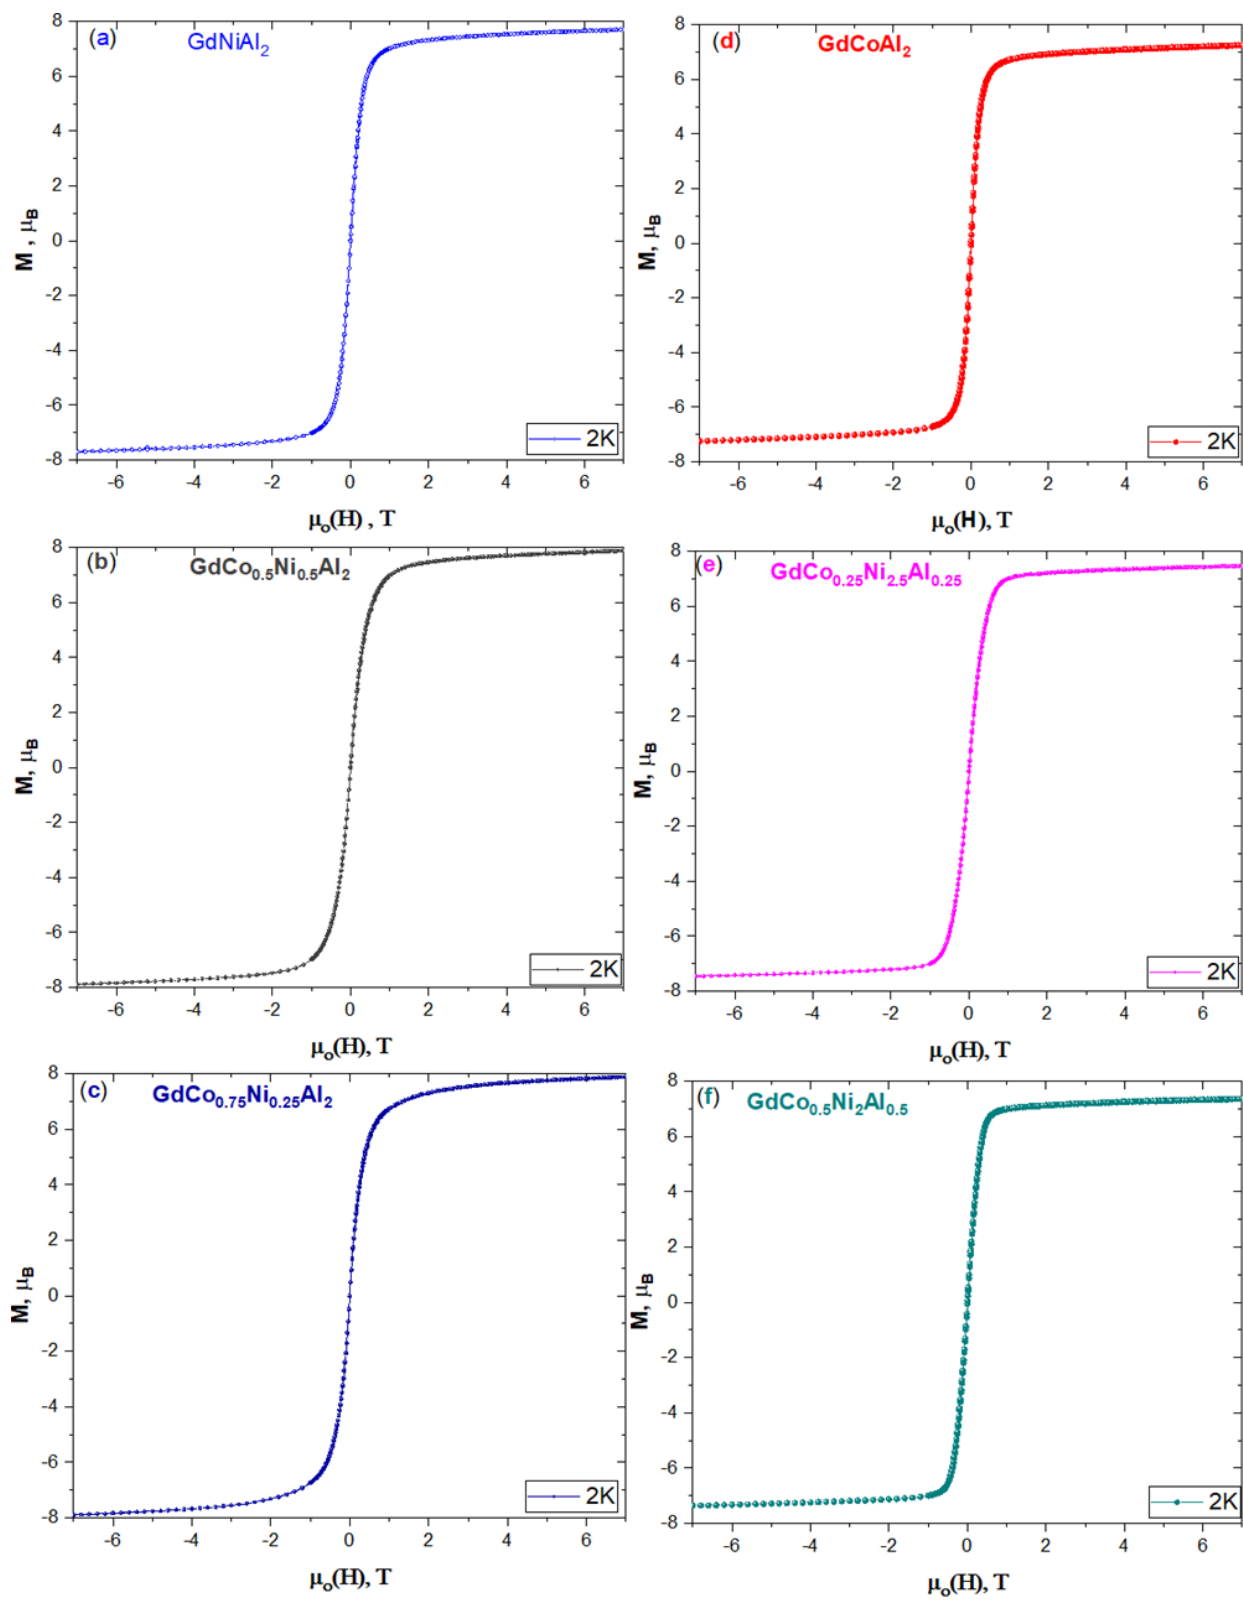 (a)
GdNiAl₂
8
6
4
2
0
-2
-4
-6
-8
M , μB
-6 -4 -2 0 2 4 6
μo(H) , T
2K
(d)
GdCoAl₂
8
6
4
2
0
-2
-4
-6
-8
M, μB
-6 -4 -2 0 2 4 6
μo(H), T
2K
(b)
GdCo₀.₅Ni₀.₅Al₂
8
6
4
2
0
-2
-4
-6
-8
M, μB
-6 -4 -2 0 2 4 6
μo(H), T
2K
(e)
GdCo₀.₂₅Ni₂.₅Al₀.₂₅
8
6
4
2
0
-2
-4
-6
-8
M, μB
-6 -4 -2 0 2 4 6
μo(H), T
2K
(c)
GdCo₀.₇₅Ni₀.₂₅Al₂
8
6
4
2
0
-2
-4
-6
-8
M, μB
-6 -4 -2 0 2 4 6
μo(H), T
2K
(f)
GdCo₀.₅Ni₂Al₀.₅
8
6
4
2
0
-2
-4
-6
-8
M, μB
-6 -4 -2 0 2 4 6
μo(H), T
2K